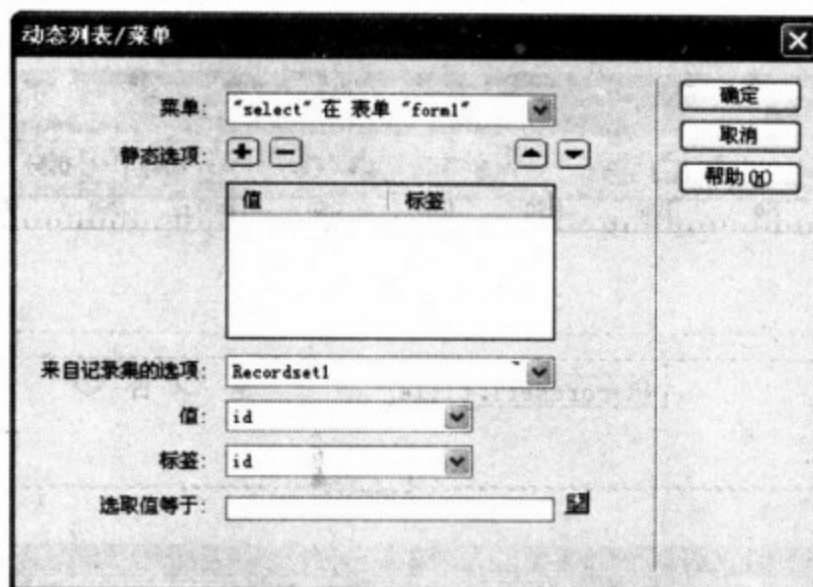 动态列表/菜单
菜单: "select" 在 表单 "form1"
确定
静态选项:
取消
帮助(H)
值 标签
来自记录集的选项: Recordset1
值: id
标签: id
选取值等于: